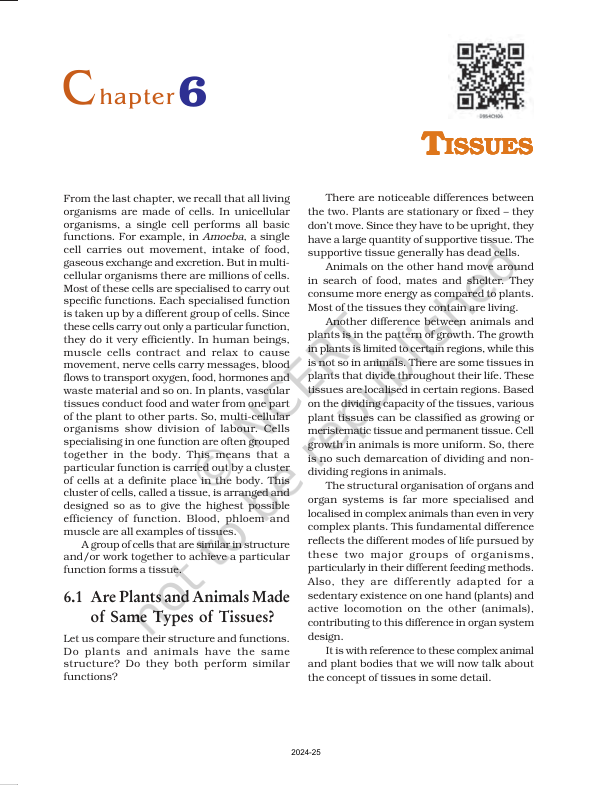 Chapter 6
TISSUES
From the last chapter, we recall that all living
organisms are made of cells. In unicellular
organisms, a single cell performs all basic
functions. For example, in Amoeba, a single
cell carries out movement, intake of food,
gaseous exchange and excretion. But in multi-
cellular organisms there are millions of cells.
Most of these cells are specialised to carry out
specific functions. Each specialised function
is taken up by a different group of cells. Since
these cells carry out only a particular function,
they do it very efficiently. In human beings,
muscle cells contract and relax to cause
movement, nerve cells carry messages, blood
flows to transport oxygen, food, hormones and
waste material and so on. In plants, vascular
tissues conduct food and water from one part
of the plant to other parts. So, multi-cellular
organisms show division of labour. Cells
specialising in one function are often grouped
together in the body. This means that a
particular function is carried out by a cluster
of cells at a definite place in the body. This
cluster of cells, called a tissue, is arranged and
designed so as to give the highest possible
efficiency of function. Blood, phloem and
muscle are all examples of tissues.
A group of cells that are similar in structure
and/or work together to achieve a particular
function forms a tissue.
6.1 Are Plants and Animals Made
of Same Types of Tissues?
Let us compare their structure and functions.
Do plants and animals have the same
structure? Do they both perform similar
functions?
There are noticeable differences between
the two. Plants are stationary or fixed – they
don't move. Since they have to be upright, they
have a large quantity of supportive tissue. The
supportive tissue generally has dead cells.
Animals on the other hand move around
in search of food, mates and shelter. They
consume more energy as compared to plants.
Most of the tissues they contain are living.
Another difference between animals and
plants is in the pattern of growth. The growth
in plants is limited to certain regions, while this
is not so in animals. There are some tissues in
plants that divide throughout their life. These
tissues are localised in certain regions. Based
on the dividing capacity of the tissues, various
plant tissues can be classified as growing or
meristematic tissue and permanent tissue. Cell
growth in animals is more uniform. So, there
is no such demarcation of dividing and non-
dividing regions in animals.
The structural organisation of organs and
organ systems is far more specialised and
localised in complex animals than even in very
complex plants. This fundamental difference
reflects the different modes of life pursued by
these two major groups of organisms,
particularly in their different feeding methods.
Also, they are differently adapted for a
sedentary existence on one hand (plants) and
active locomotion on the other (animals),
contributing to this difference in organ system
design.
It is with reference to these complex animal
and plant bodies that we will now talk about
the concept of tissues in some detail.
© NCERT
not to be republished
2024-25